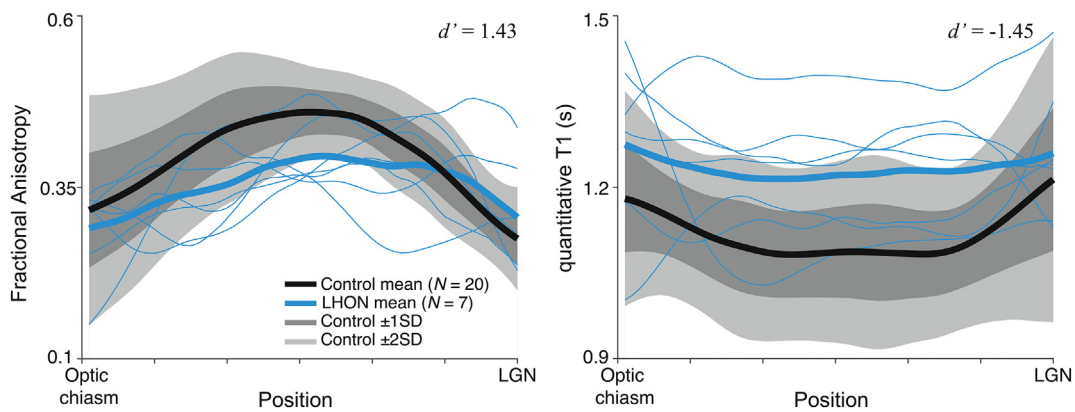 0.6
d’ = 1.43
Fractional Anisotropy
0.35
Control mean (N = 20)
LHON mean (N = 7)
Control ±1SD
Control ±2SD
0.1
Optic
chiasm
Position
LGN
1.5
d’ = -1.45
quantitative T1 (s)
1.2
0.9
Optic
chiasm
Position
LGN